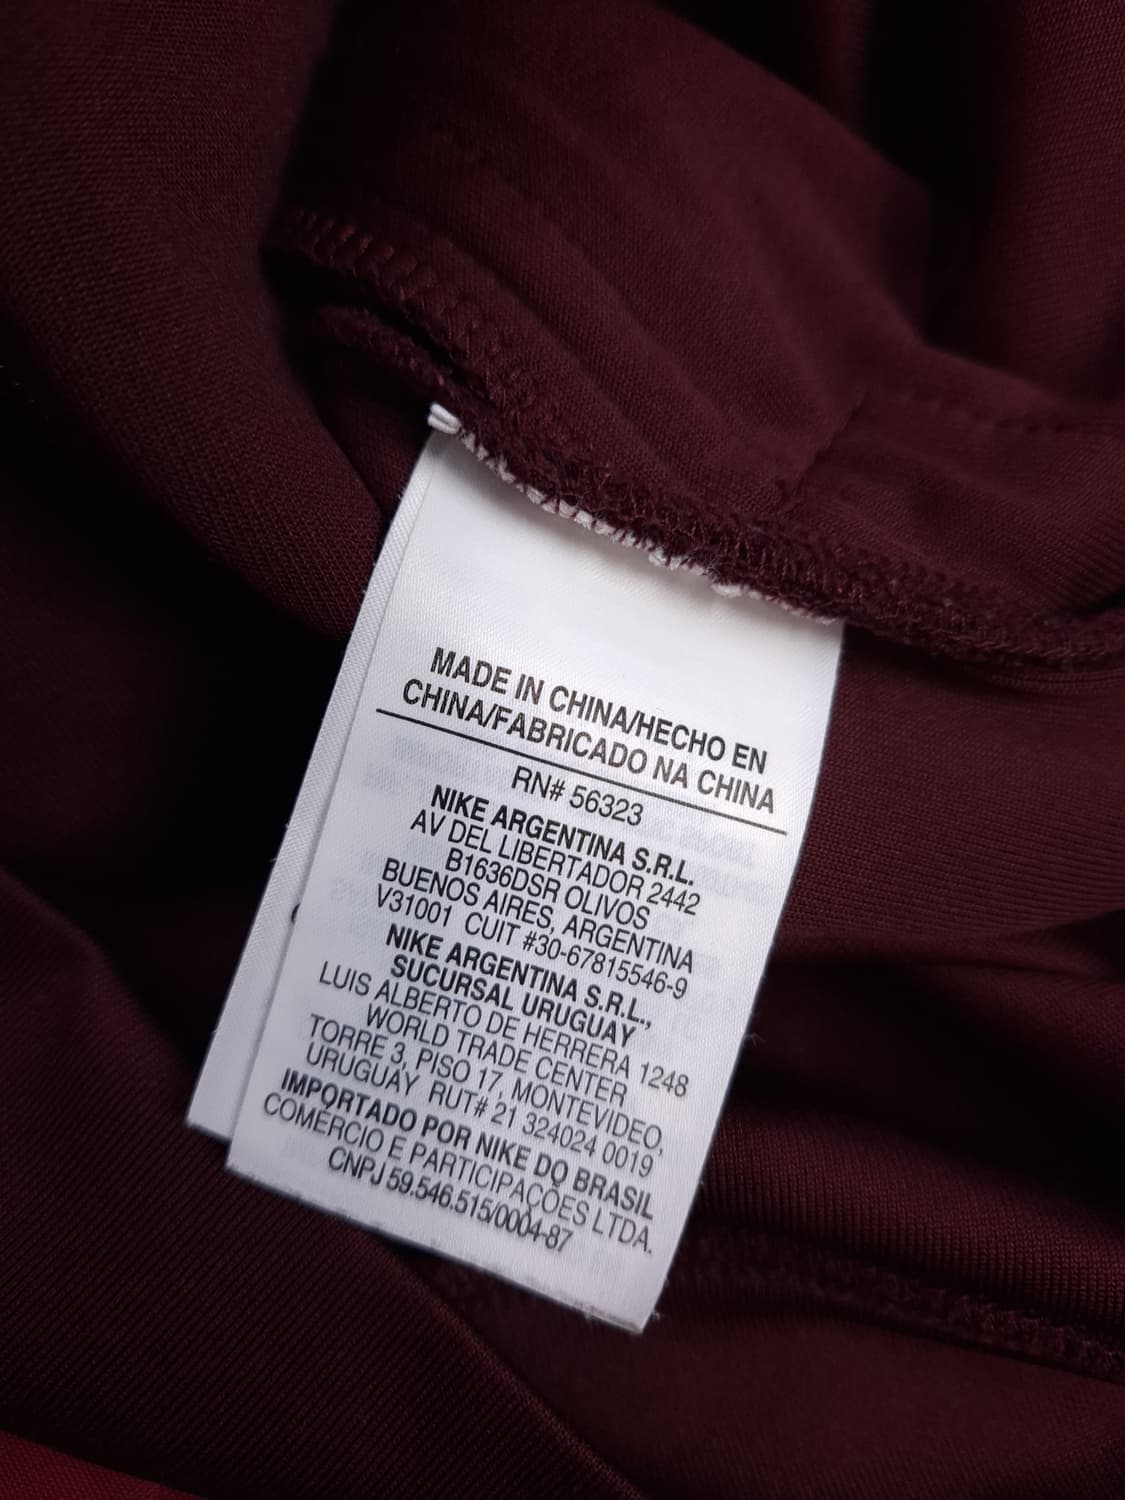 MADE IN CHINA/HECHO EN
CHINA/FABRICADO NA CHINA
RN# 56323
NIKE ARGENTINA S.R.L.
AV DEL LIBERTADOR 2442
B1636DSR OLIVOS
BUENOS AIRES, ARGENTINA
V31001 CUIT #30-67815546-9
NIKE ARGENTINA S.R.L.,
SUCURSAL URUGUAY
LUIS ALBERTO DE HERRERA 1248
WORLD TRADE CENTER
TORRE 3, PISO 17, MONTEVIDEO,
URUGUAY RUT# 21 324024 0019
IMPORTADO POR NIKE DO BRASIL
COMÉRCIO E PARTICIPAÇÕES LTDA.
CNPJ 59.546.515/0004-87